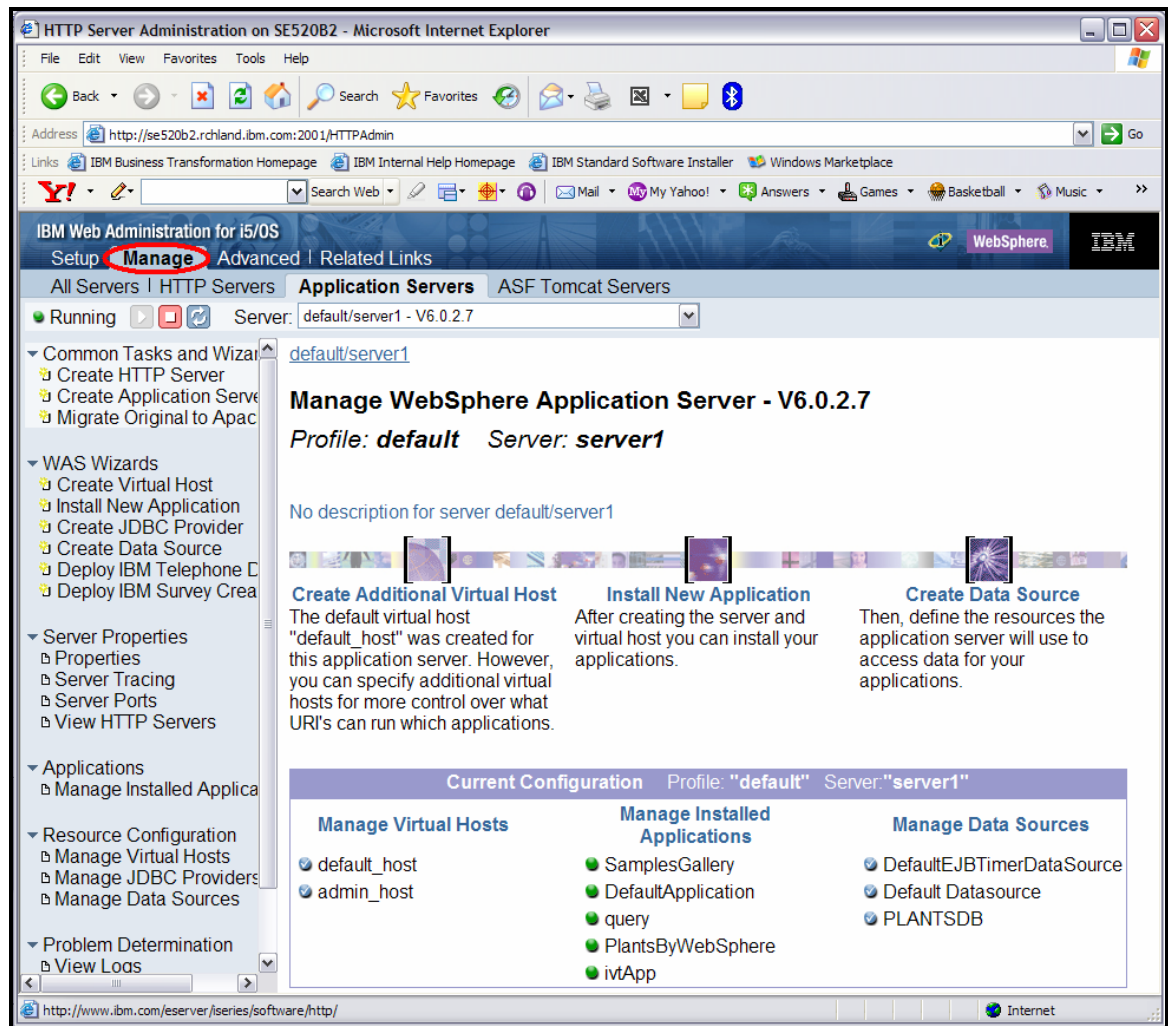 HTTP Server Administration on SE520B2 - Microsoft Internet Explorer
File Edit View Favorites Tools Help
Back Search Favorites
Address http://se520b2.rchland.ibm.com:2001/HTTPAdmin Go
Links IBM Business Transformation Homepage IBM Internal Help Homepage IBM Standard Software Installer Windows Marketplace
Y! Search Web Mail My Yahoo! Answers Games Basketball Music >>
IBM Web Administration for i5/OS
WebSphere. IBM
Setup Manage Advanced | Related Links
All Servers | HTTP Servers Application Servers ASF Tomcat Servers
Running Server: default/server1 - V6.0.2.7
Common Tasks and Wizar
Create HTTP Server
Create Application Serve
Migrate Original to Apac
WAS Wizards
Create Virtual Host
Install New Application
Create JDBC Provider
Create Data Source
Deploy IBM Telephone D
Deploy IBM Survey Crea
Server Properties
Properties
Server Tracing
Server Ports
View HTTP Servers
Applications
Manage Installed Applica
Resource Configuration
Manage Virtual Hosts
Manage JDBC Providers
Manage Data Sources
Problem Determination
View Logs
default/server1
Manage WebSphere Application Server - V6.0.2.7
Profile: default Server: server1
No description for server default/server1
Create Additional Virtual Host
The default virtual host
"default_host" was created for
this application server. However,
you can specify additional virtual
hosts for more control over what
URI's can run which applications.
Install New Application
After creating the server and
virtual host you can install your
applications.
Create Data Source
Then, define the resources the
application server will use to
access data for your
applications.
Current Configuration Profile: "default" Server:"server1"
Manage Virtual Hosts
default_host
admin_host
Manage Installed
Applications
SamplesGallery
DefaultApplication
query
PlantsByWebSphere
ivtApp
Manage Data Sources
DefaultEJBTimerDataSource
Default Datasource
PLANTSDB
http://www.ibm.com/eserver/iseries/software/http/ Internet